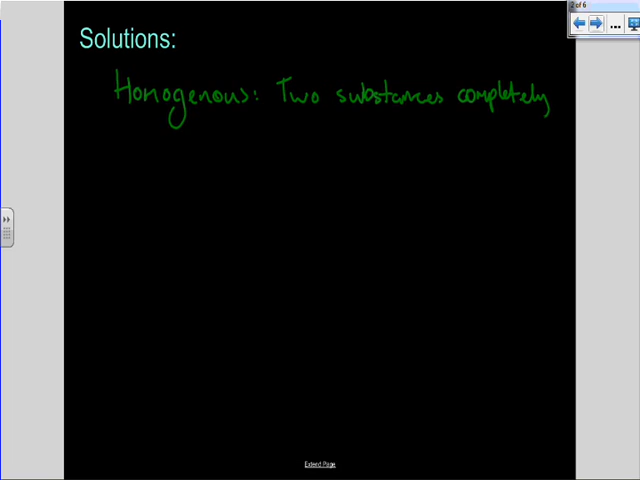 2 of 6
Solutions:
Homogenous: Two substances completely
Extend Page